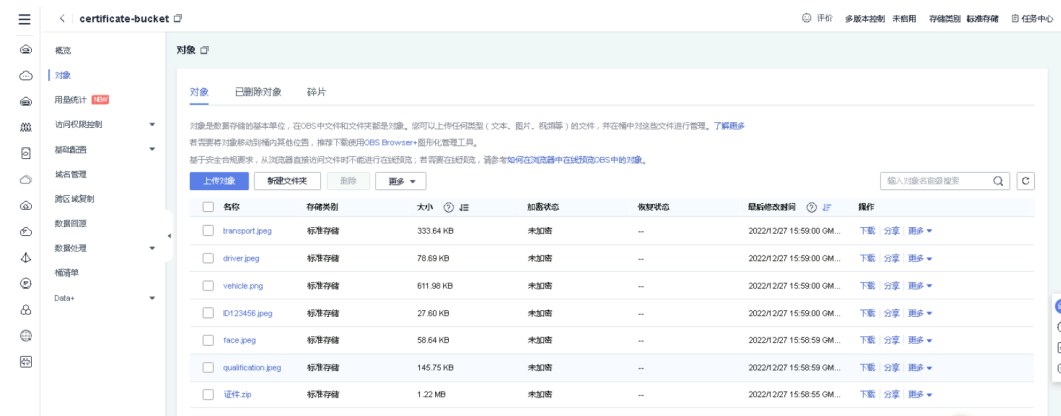 certificate-bucket
评价 多版本控制 未启用 存储类别 标准存储 任务中心
概览
对象
用量统计 NEW
访问权限控制
基础配置
域名管理
跨区域复制
数据回源
数据处理
桶清单
Data+
对象
对象 已删除对象 碎片
对象是数据存储的基本单位，在OBS中文件和文件夹都是对象。您可以上传任何类型（文本、图片、视频等）的文件，并在桶中对这些文件进行管理。了解更多
若需要将对象移动到桶内其他位置，推荐下载使用OBS Browser+图形化管理工具。
基于安全合规要求，从浏览器直接访问文件时不能进行在线预览；若需在线预览，请参考如何在浏览器中在线预览OBS中的对象。
上传对象 新建文件夹 删除 更多 输入对象名前缀搜索
名称 存储类别 大小 加密状态 恢复状态 最后修改时间 操作
transport.jpeg 标准存储 333.64 KB 未加密 -- 2022/12/27 15:59:00 GM... 下载 分享 更多
driver.jpeg 标准存储 78.69 KB 未加密 -- 2022/12/27 15:59:00 GM... 下载 分享 更多
vehicle.png 标准存储 611.98 KB 未加密 -- 2022/12/27 15:59:00 GM... 下载 分享 更多
ID123456.jpeg 标准存储 27.60 KB 未加密 -- 2022/12/27 15:59:00 GM... 下载 分享 更多
face.jpeg 标准存储 58.64 KB 未加密 -- 2022/12/27 15:58:59 GM... 下载 分享 更多
qualification.jpeg 标准存储 145.75 KB 未加密 -- 2022/12/27 15:58:59 GM... 下载 分享 更多
证件.zip 标准存储 1.22 MB 未加密 -- 2022/12/27 15:58:55 GM... 下载 分享 更多